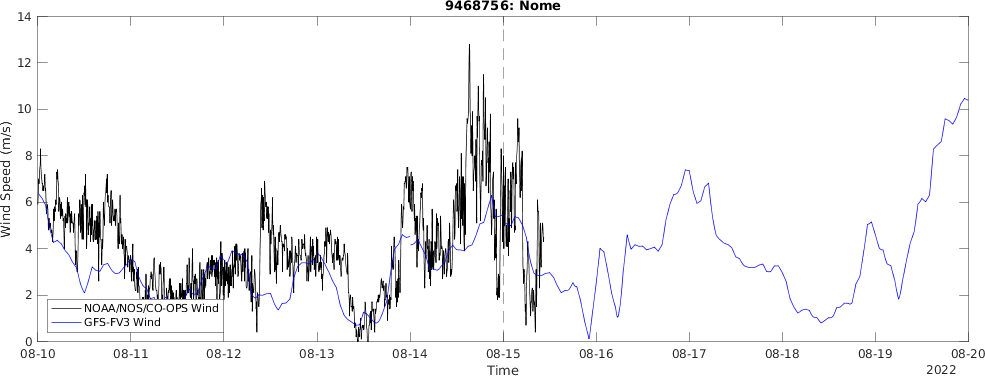 9468756: Nome
14
12
10
8
6
4
2
0
Wind Speed (m/s)
NOAA/NOS/CO-OPS Wind
GFS-FV3 Wind
08-10 08-11 08-12 08-13 08-14 08-15 08-16 08-17 08-18 08-19 08-20
Time
2022